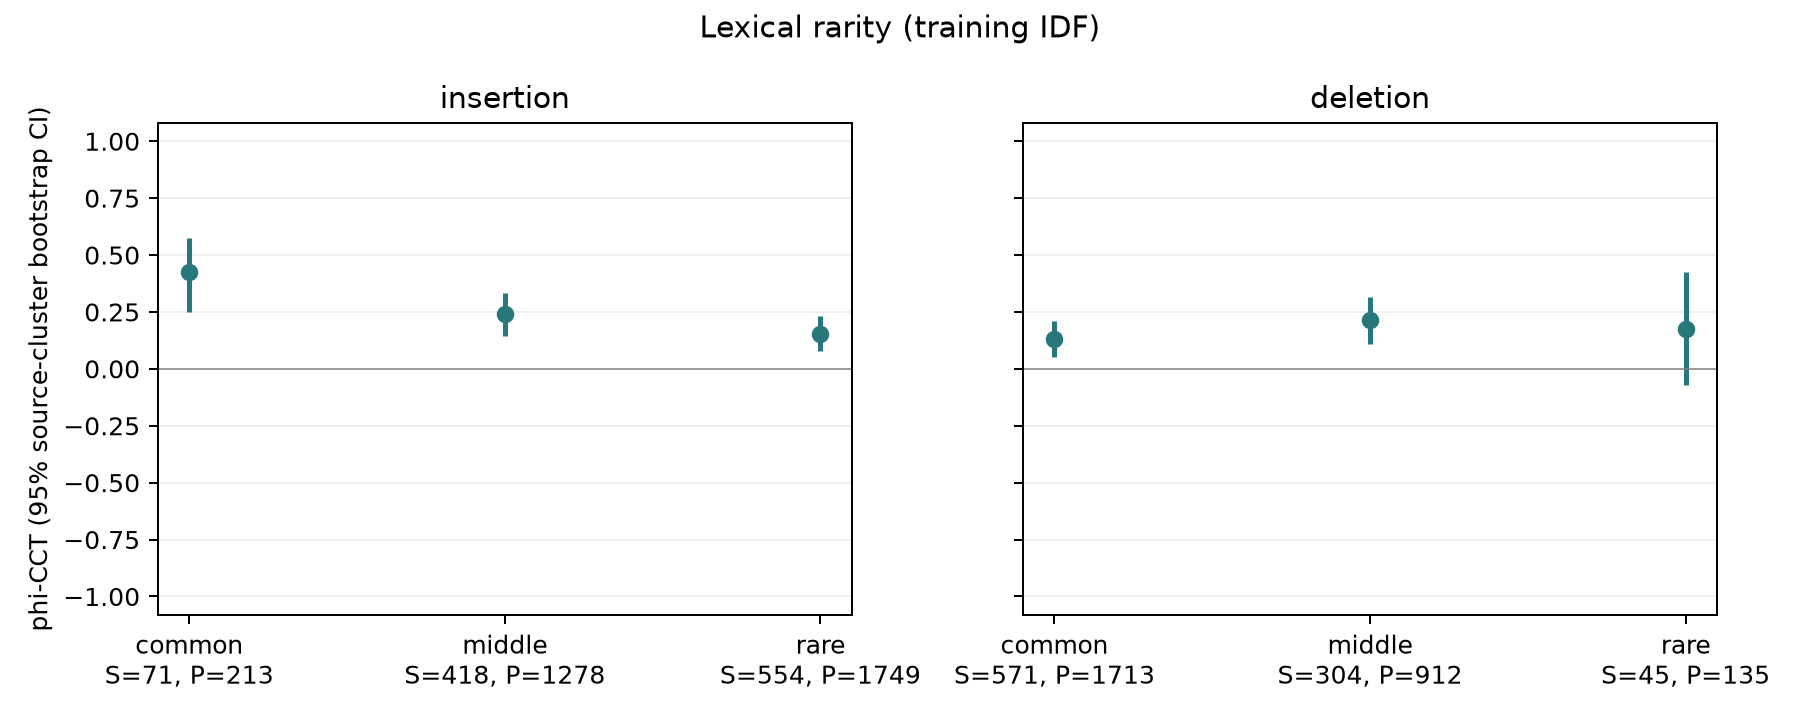 Lexical rarity (training IDF)
insertion
deletion
phi-CCT (95% source-cluster bootstrap CI)
1.00
0.75
0.50
0.25
0.00
−0.25
−0.50
−0.75
−1.00
common
S=71, P=213
middle
S=418, P=1278
rare
S=554, P=1749
common
S=571, P=1713
middle
S=304, P=912
rare
S=45, P=135